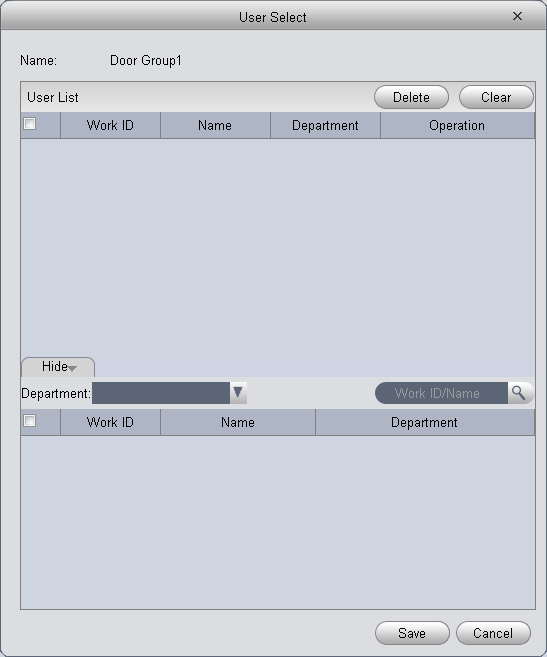 User Select
Name: Door Group1
User List Delete Clear
Work ID Name Department Operation
Hide
Department: Work ID/Name
Work ID Name Department
Save Cancel